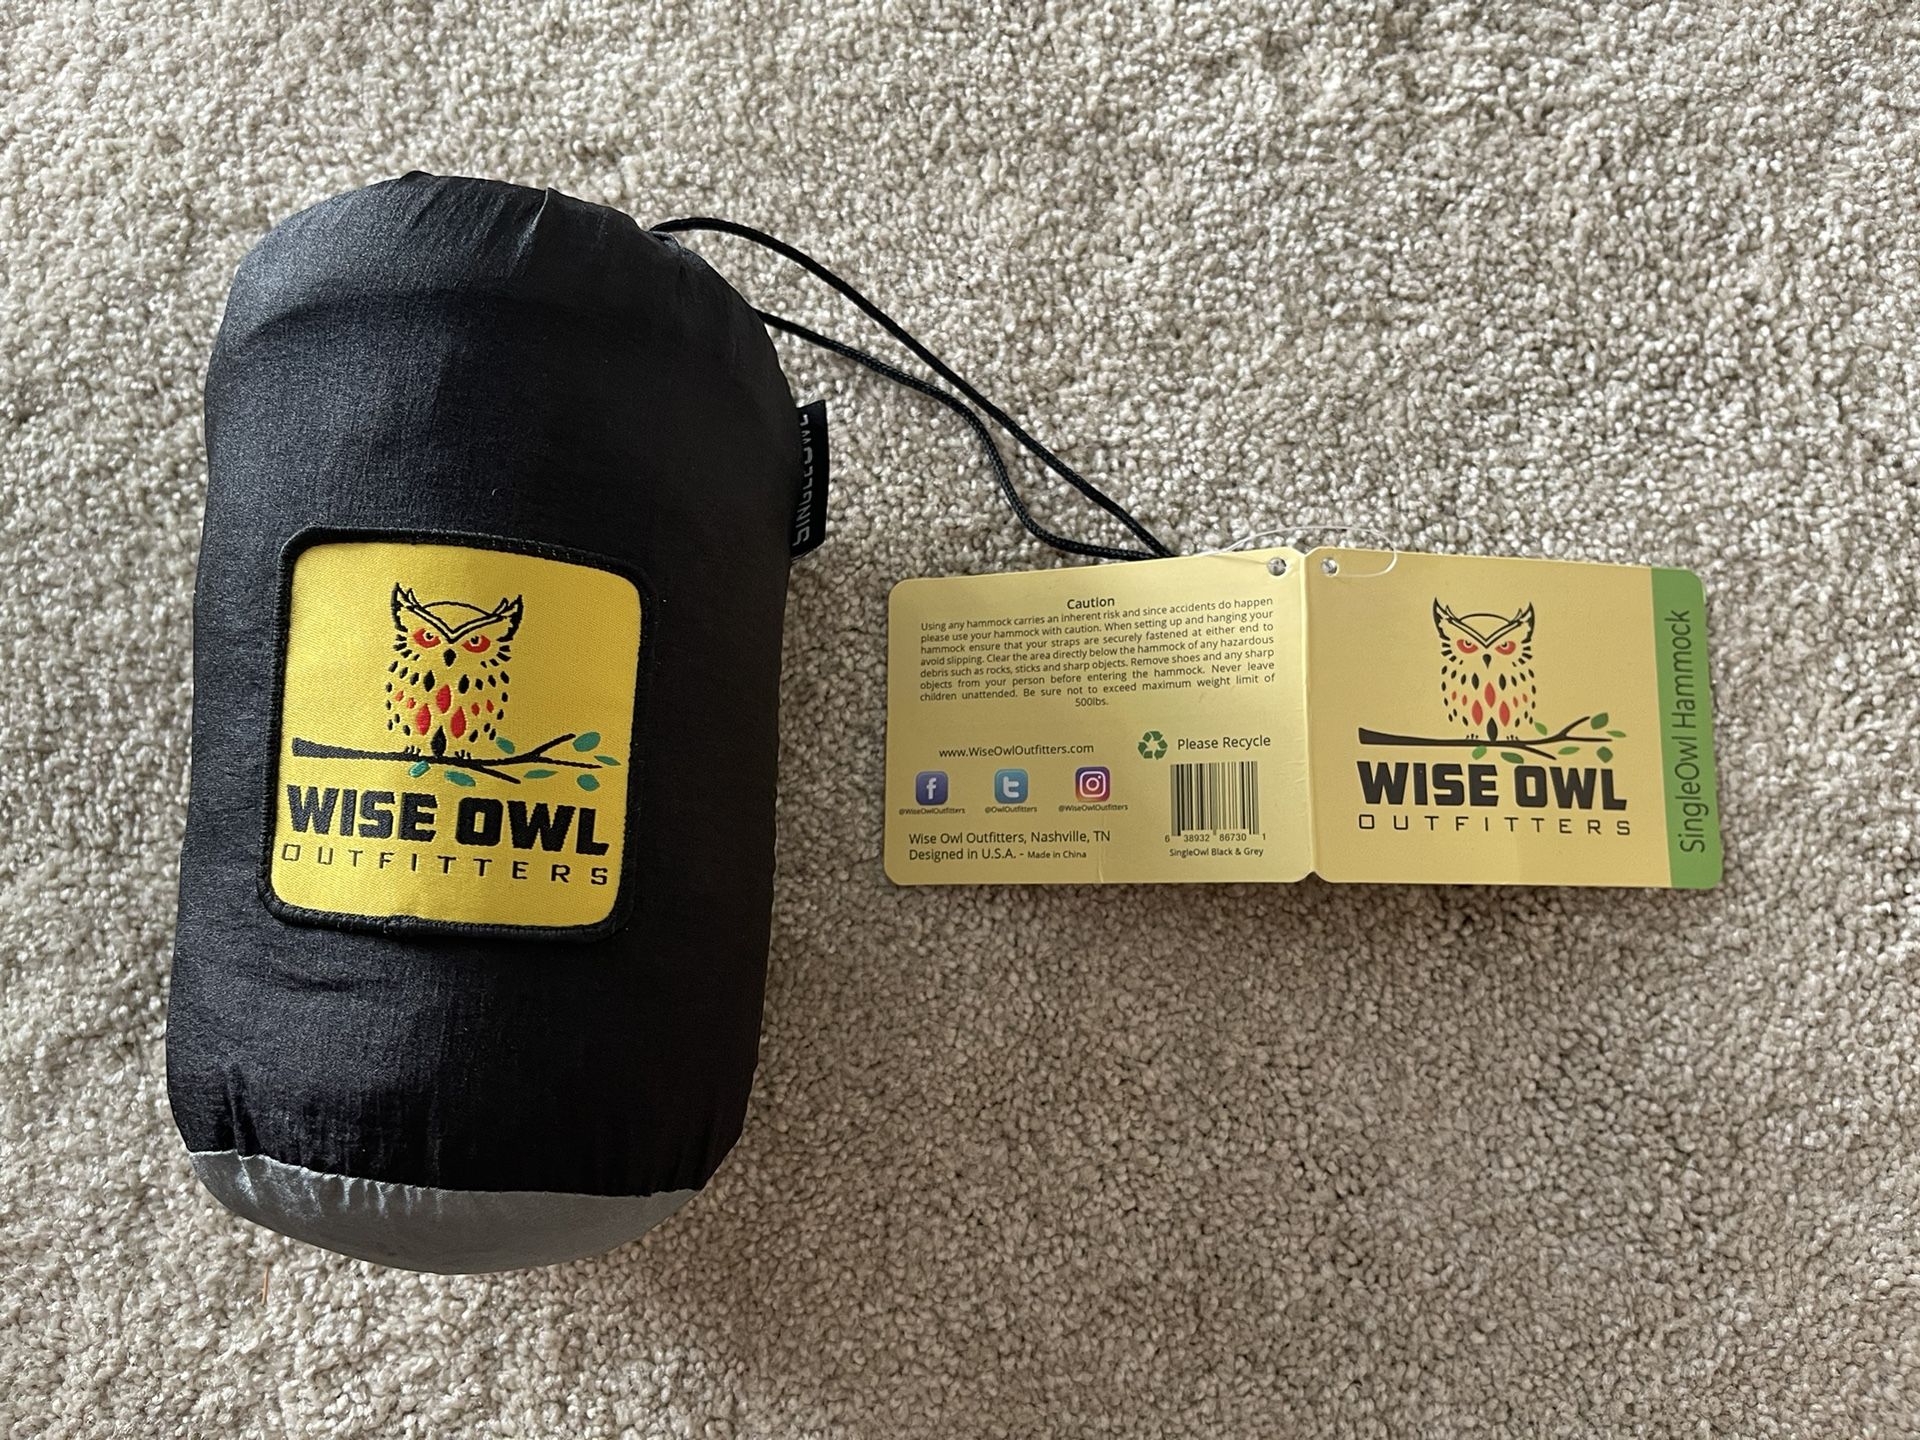 SINGLEOWL
WISE OWL
OUTFITTERS
Caution
Using any hammock carries an inherent risk and since accidents do happen
please use your hammock with caution. When setting up and hanging your
hammock ensure that your straps are securely fastened at either end to
avoid slipping. Clear the area directly below the hammock of any hazardous
debris such as rocks, sticks and sharp objects. Remove shoes and any sharp
objects from your person before entering the hammock. Never leave
children unattended. Be sure not to exceed maximum weight limit of
500lbs.
www.WiseOwlOutfitters.com
Please Recycle
@WiseOwlOutfitters
@OwlOutfitters
@WiseOwlOutfitters
Wise Owl Outfitters, Nashville, TN
Designed in U.S.A. - Made in China
6 38932 86730 1
SingleOwl Black & Grey
WISE OWL
OUTFITTERS
SingleOwl Hammock